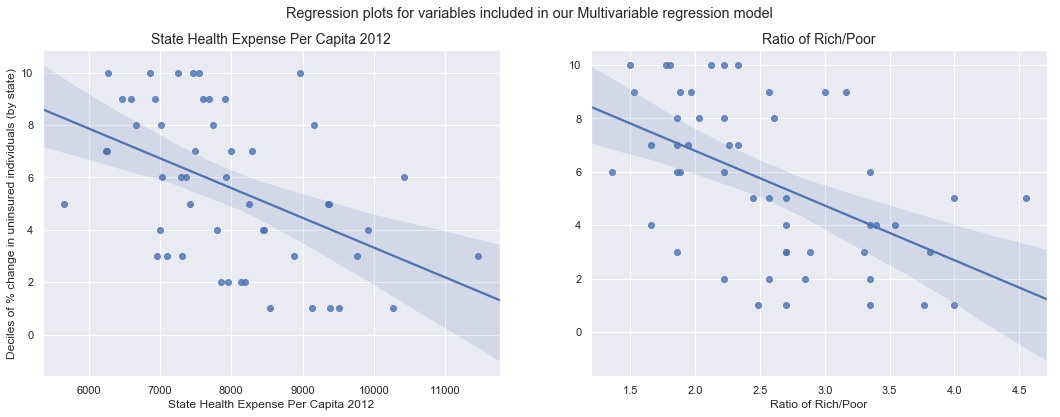 Regression plots for variables included in our Multivariable regression model
State Health Expense Per Capita 2012
Ratio of Rich/Poor
Deciles of % change in uninsured individuals (by state)
10
8
6
4
2
0
6000 7000 8000 9000 10000 11000
State Health Expense Per Capita 2012
10
8
6
4
2
0
1.5 2.0 2.5 3.0 3.5 4.0 4.5
Ratio of Rich/Poor